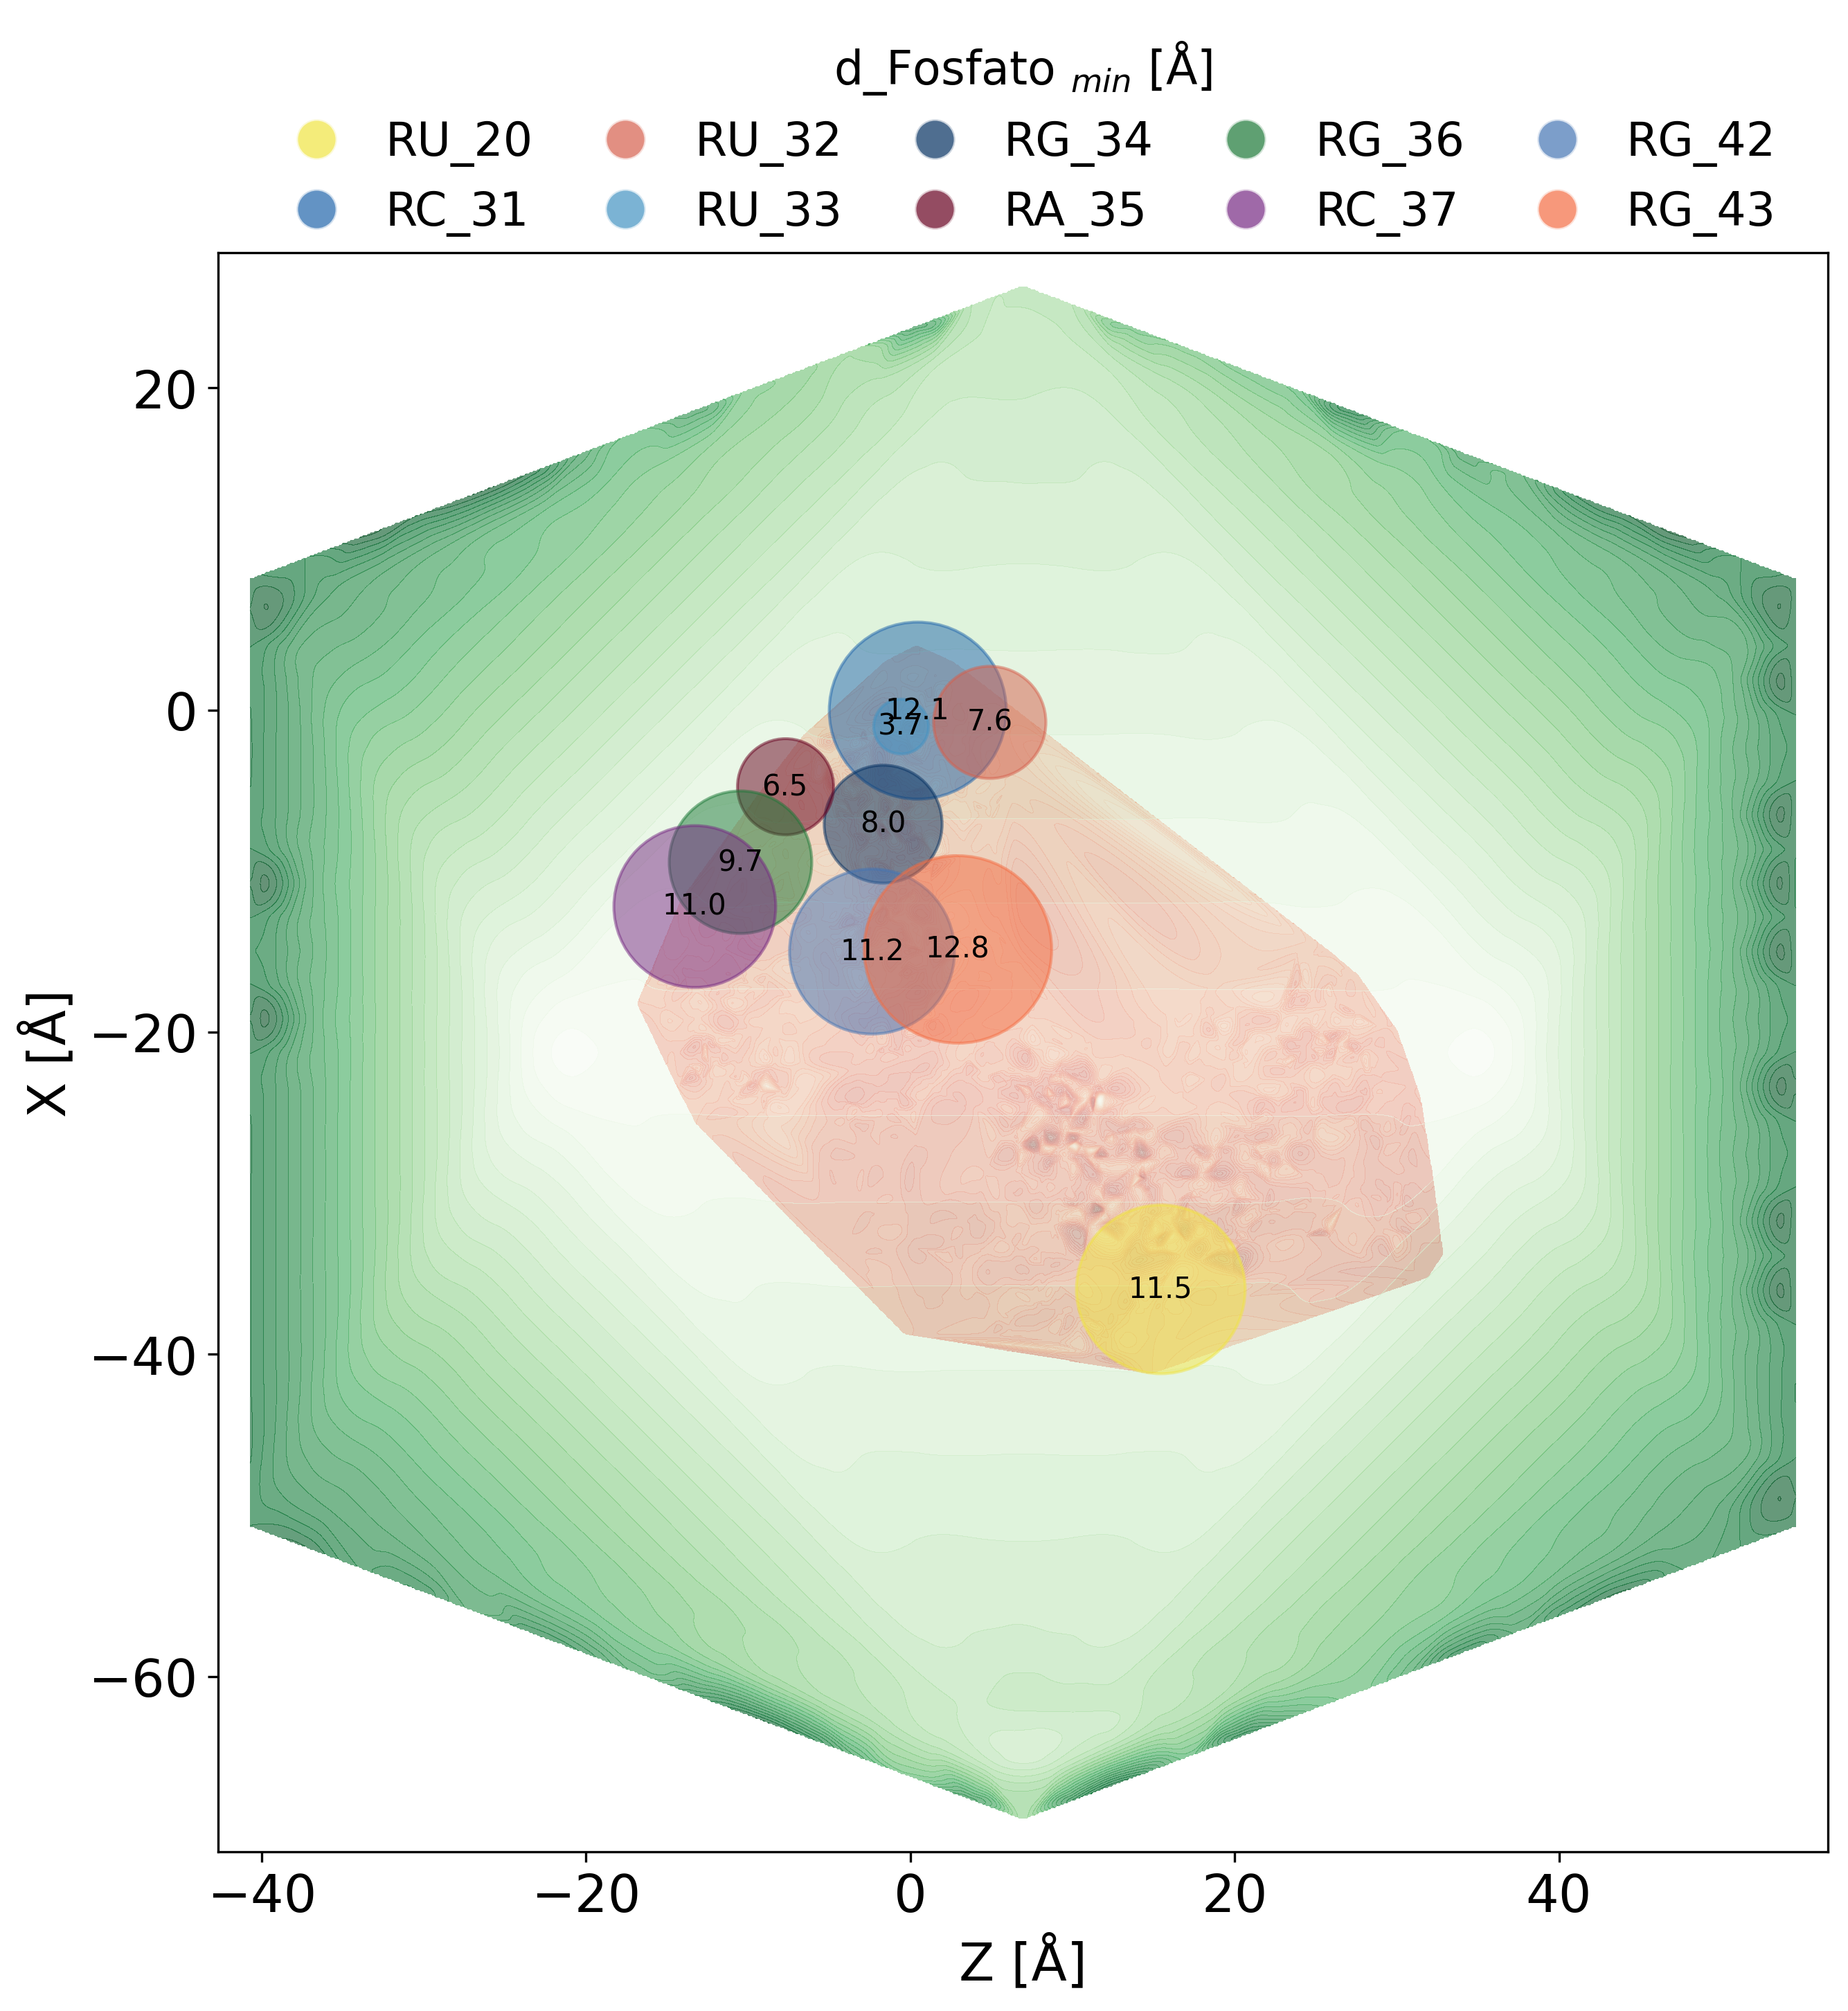 d_Fosfato min [Å]
RU_20 RU_32 RG_34 RG_36 RG_42
RC_31 RU_33 RA_35 RC_37 RG_43
20
0
−20
−40
−60
X [Å]
12.1
3.7
7.6
6.5
8.0
9.7
11.0
11.2
12.8
11.5
−40 −20 0 20 40
Z [Å]